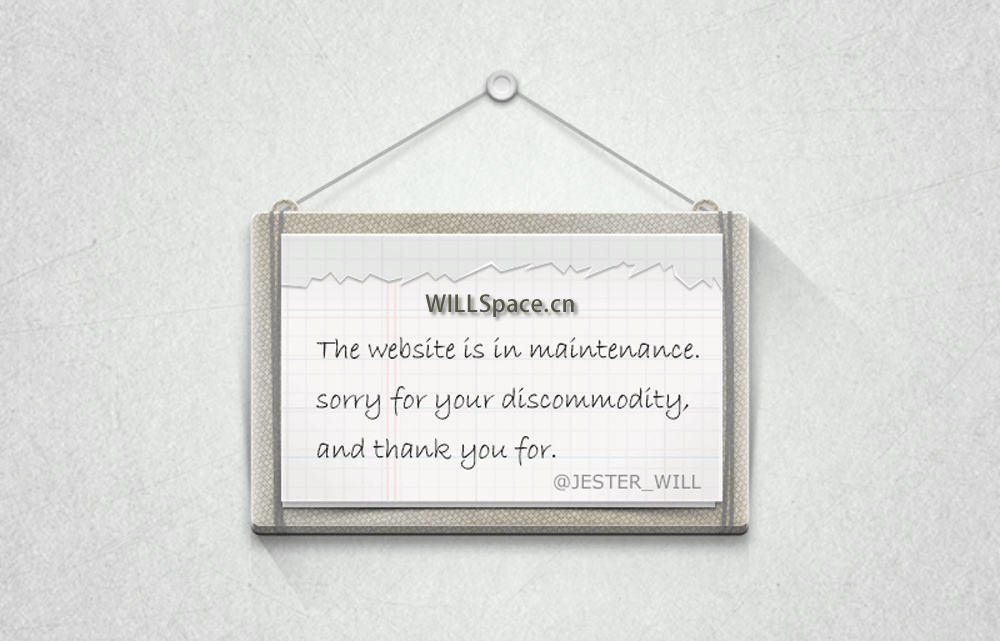 WILLSpace.cn
The website is in maintenance.
sorry for your discommodity,
and thank you for.
@JESTER_WILL